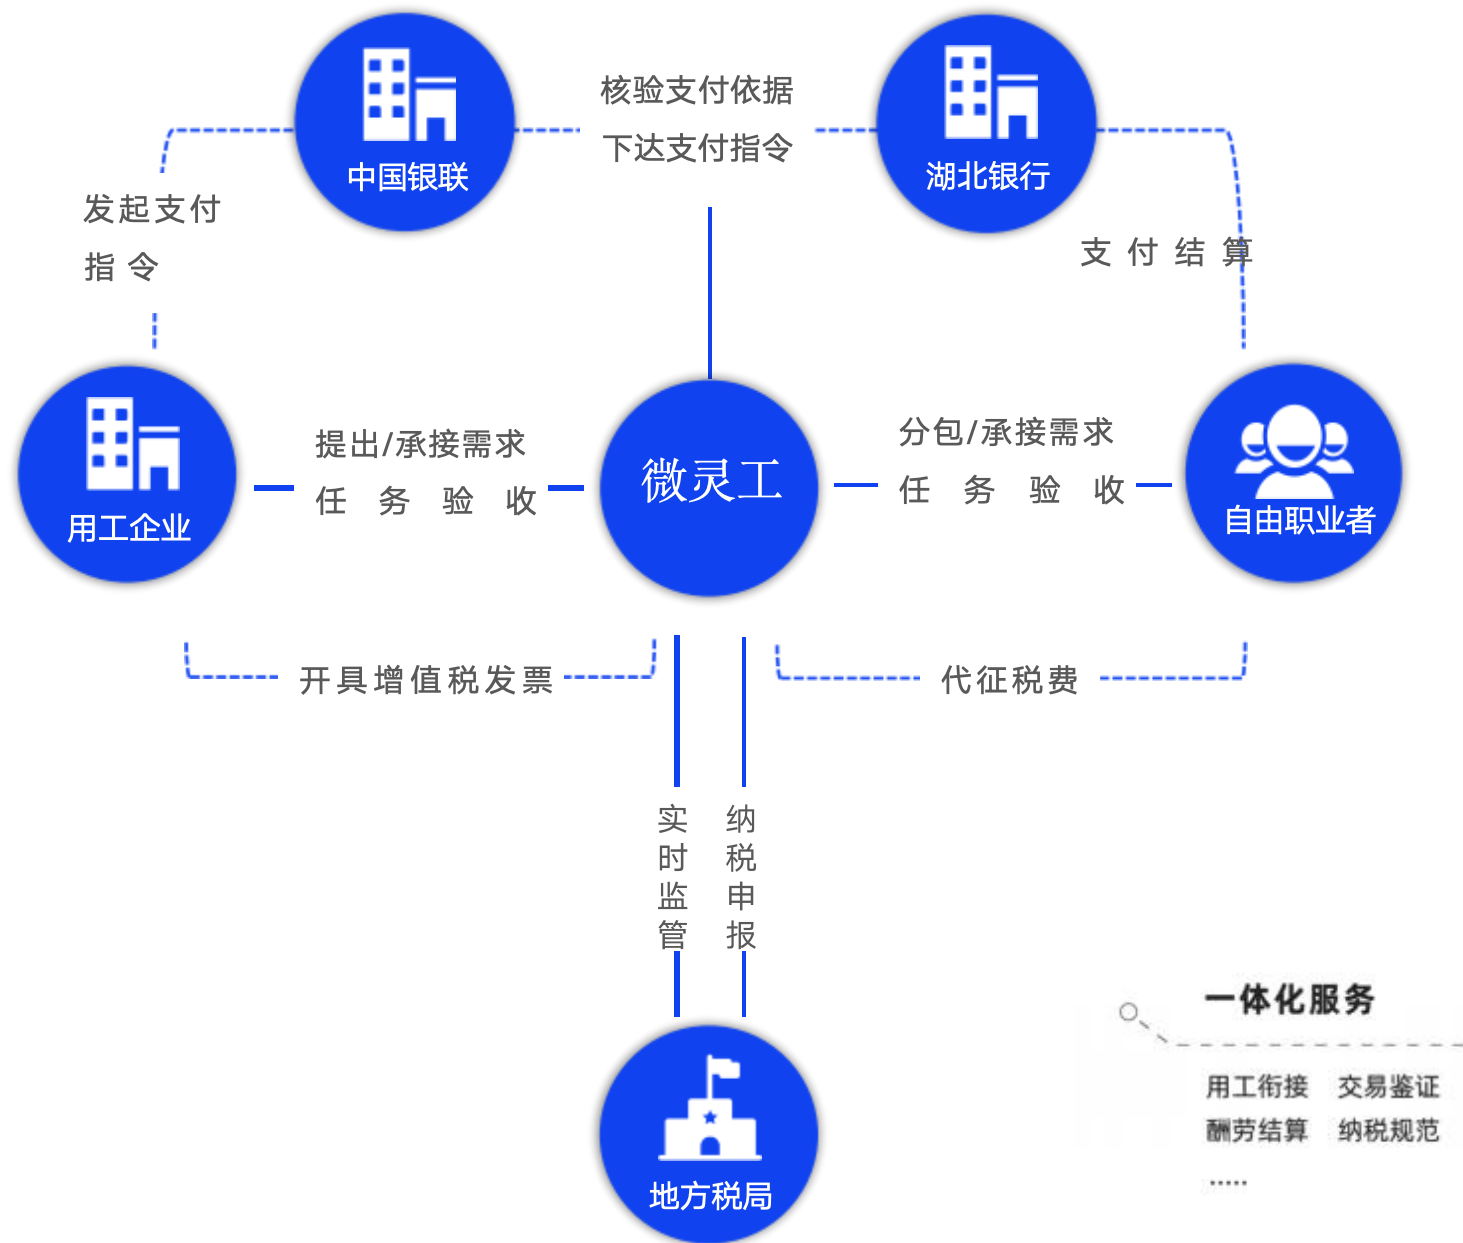 中国银联
核验支付依据
下达支付指令
湖北银行
发起支付
指令
支付结算
用工企业
提出/承接需求
任务验收
微灵工
分包/承接需求
任务验收
自由职业者
开具增值税发票
代征税费
实时监管
纳税申报
地方税局
一体化服务
用工衔接 交易鉴证
酬劳结算 纳税规范
.....